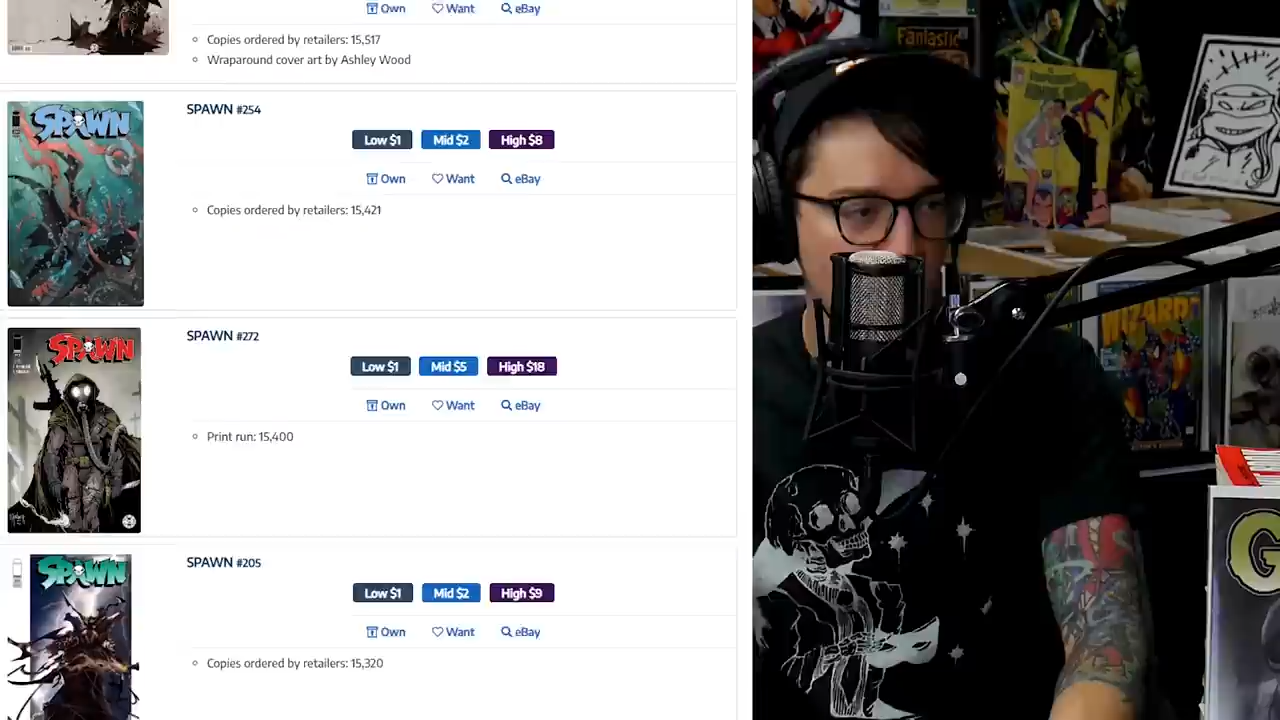 Own Want eBay
Copies ordered by retailers: 15,517
Wraparound cover art by Ashley Wood
SPAWN
SPAWN #254
Low $1 Mid $2 High $8
Own Want eBay
Copies ordered by retailers: 15,421
SPAWN
SPAWN #272
Low $1 Mid $5 High $18
Own Want eBay
Print run: 15,400
SPAWN
SPAWN #205
Low $1 Mid $2 High $9
Own Want eBay
Copies ordered by retailers: 15,320
Fantastic
WIZARD
G